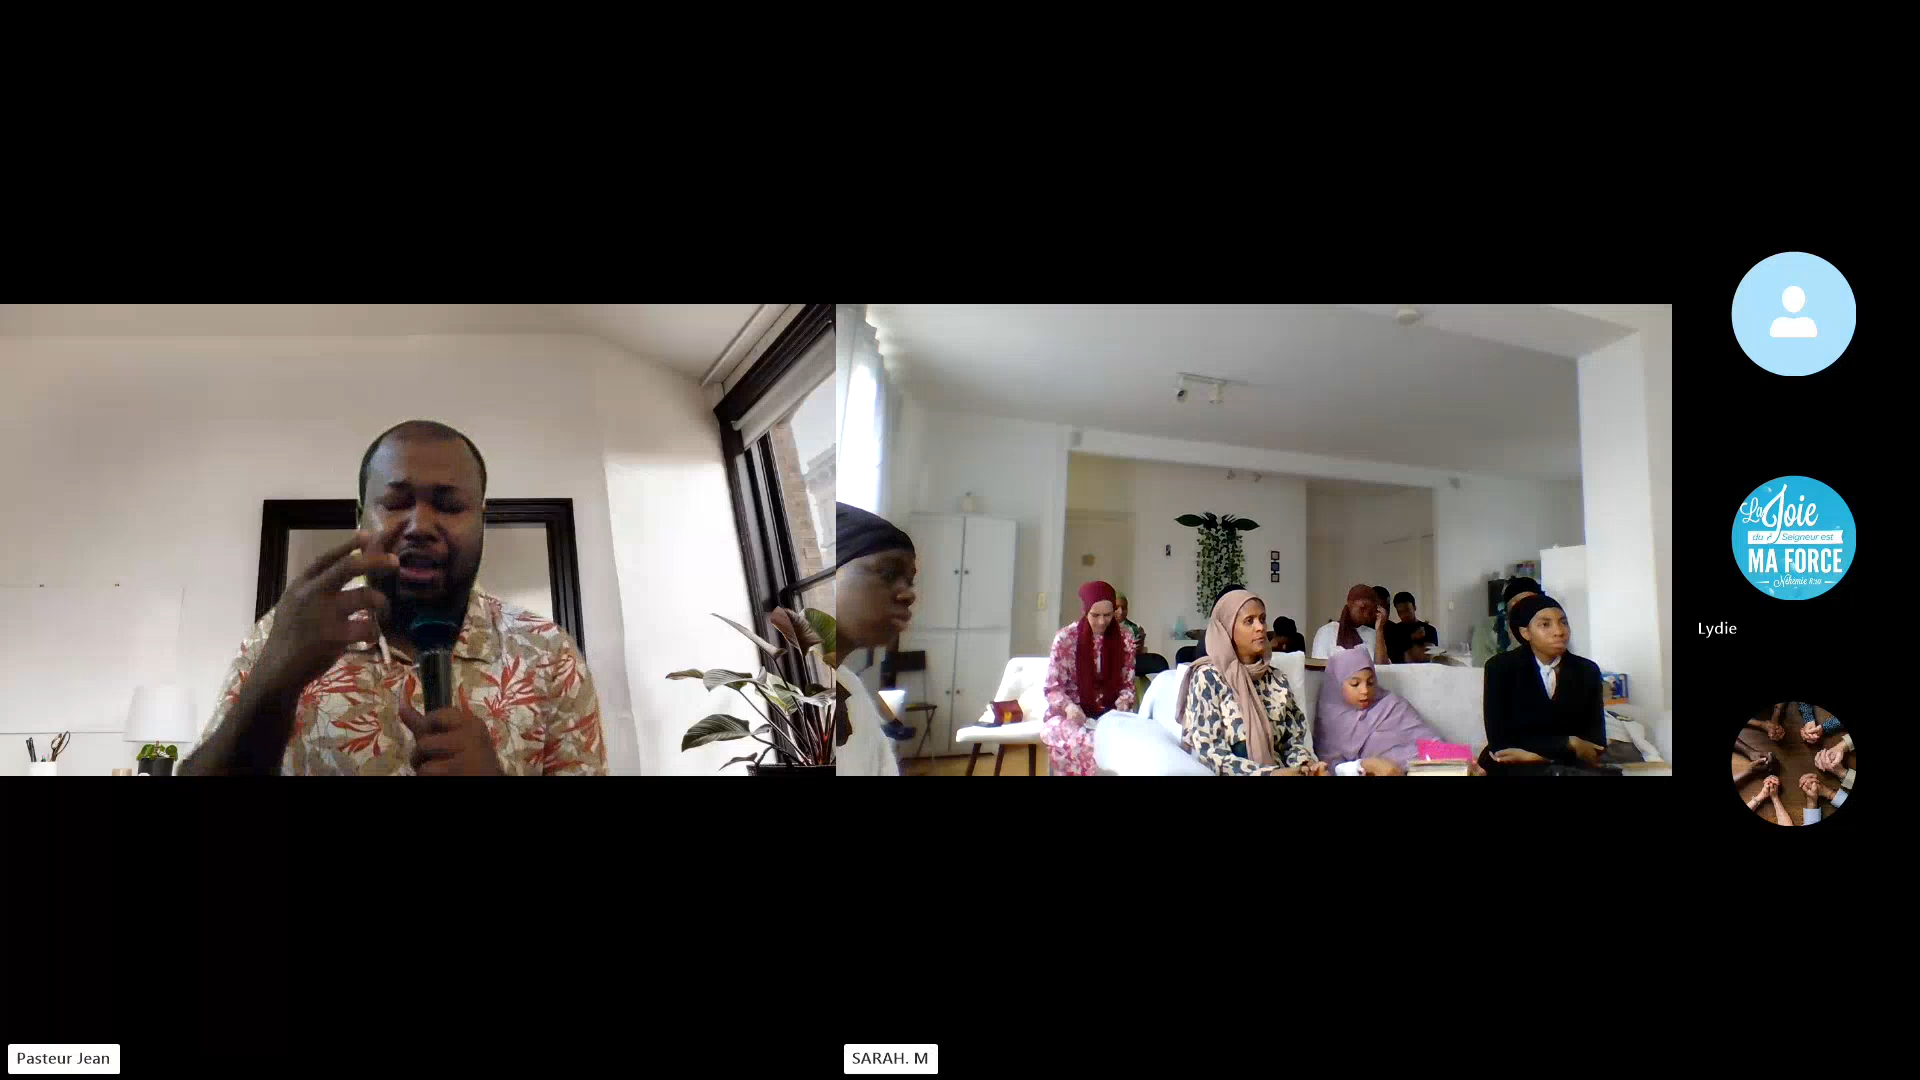 La Joie
du Seigneur est
MA FORCE
Néhémie 8:10
Lydie
Pasteur Jean
SARAH. M